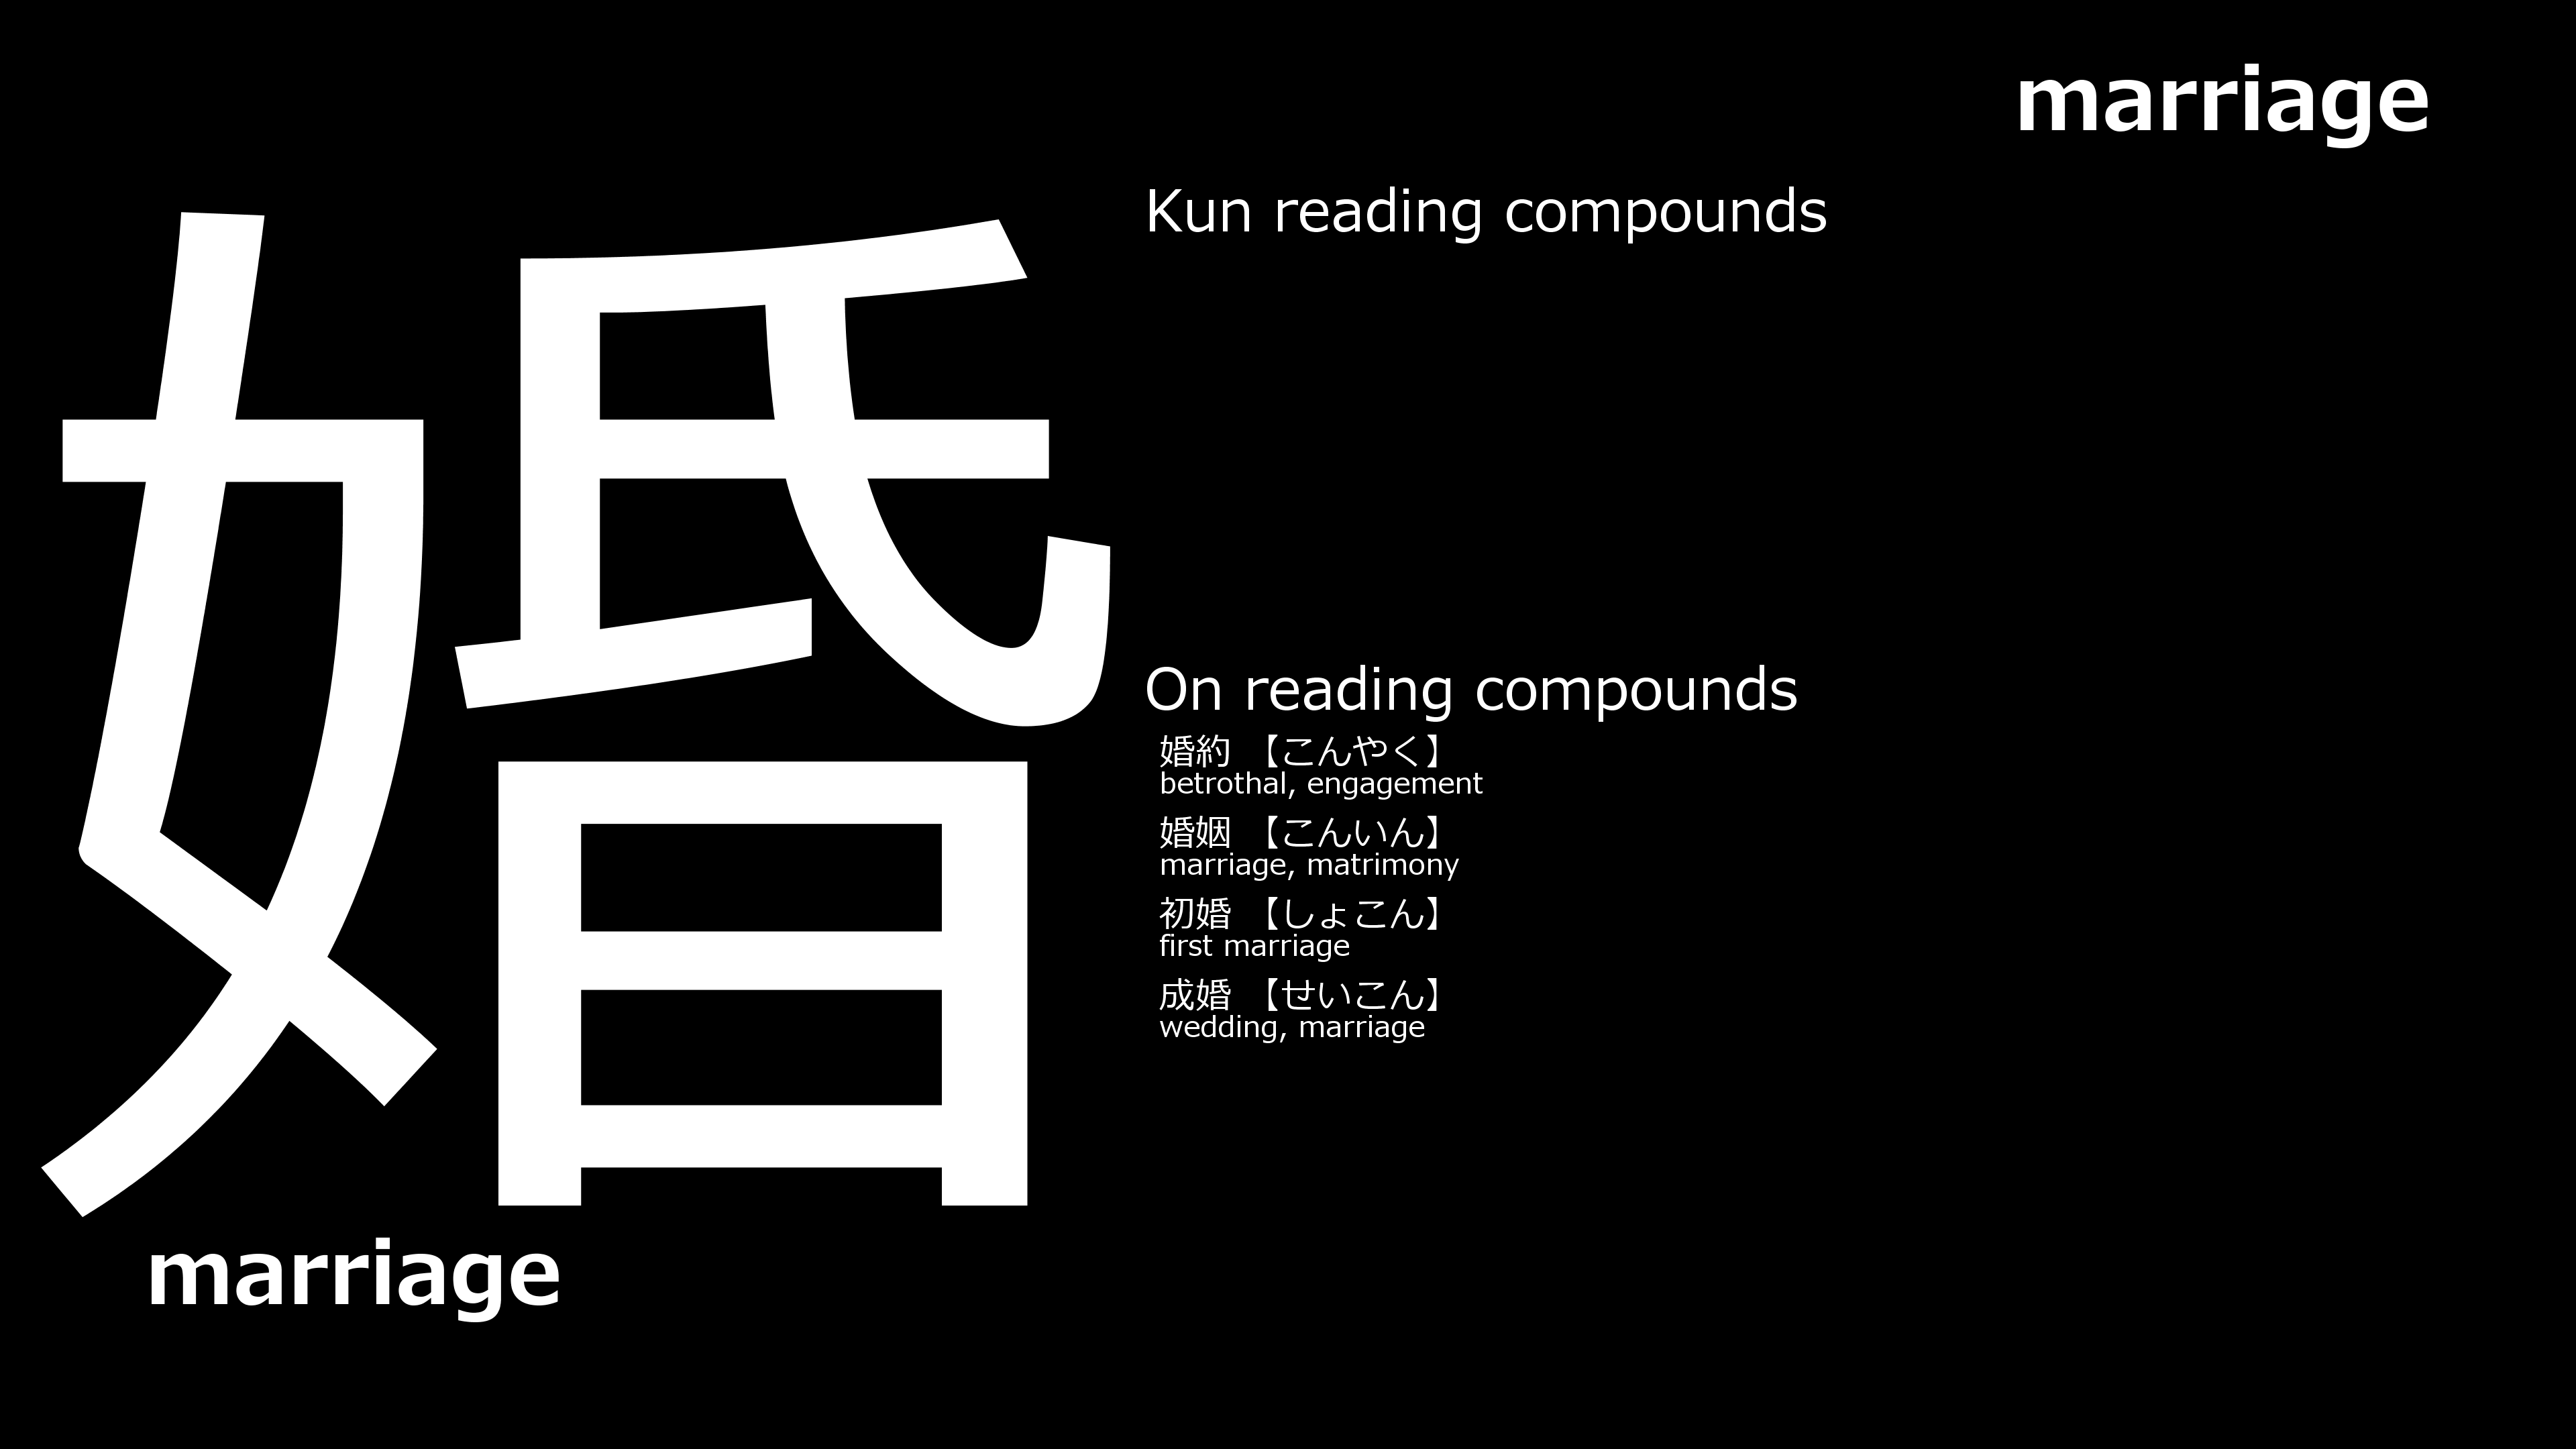 marriage
婚
Kun reading compounds
On reading compounds
婚約 【こんやく】
betrothal, engagement
婚姻 【こんいん】
marriage, matrimony
初婚 【しょこん】
first marriage
成婚 【せいこん】
wedding, marriage
marriage